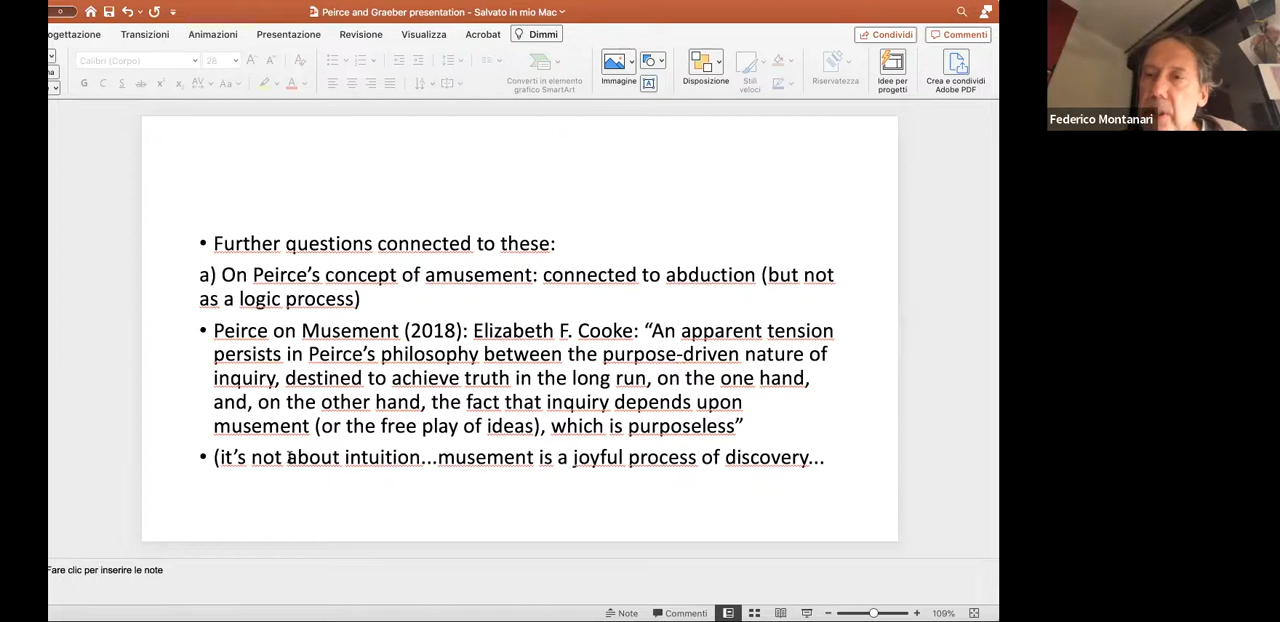 Peirce and Graeber presentation - Salvato in mio Mac
ogettazione Transizioni Animazioni Presentazione Revisione Visualizza Acrobat Dimmi Condividi Commenti
Calibri (Corpo) 28
Converti in elemento
grafico SmartArt
Immagine
Disposizione
Stili
veloci
Riservatezza
Idee per
progetti
Crea e condividi
Adobe PDF
Federico Montanari
• Further questions connected to these:
a) On Peirce's concept of amusement: connected to abduction (but not
as a logic process)
• Peirce on Musement (2018): Elizabeth F. Cooke: “An apparent tension
persists in Peirce's philosophy between the purpose-driven nature of
inquiry, destined to achieve truth in the long run, on the one hand,
and, on the other hand, the fact that inquiry depends upon
musement (or the free play of ideas), which is purposeless”
• (it's not about intuition...musement is a joyful process of discovery...
Fare clic per inserire le note
Note Commenti 109%